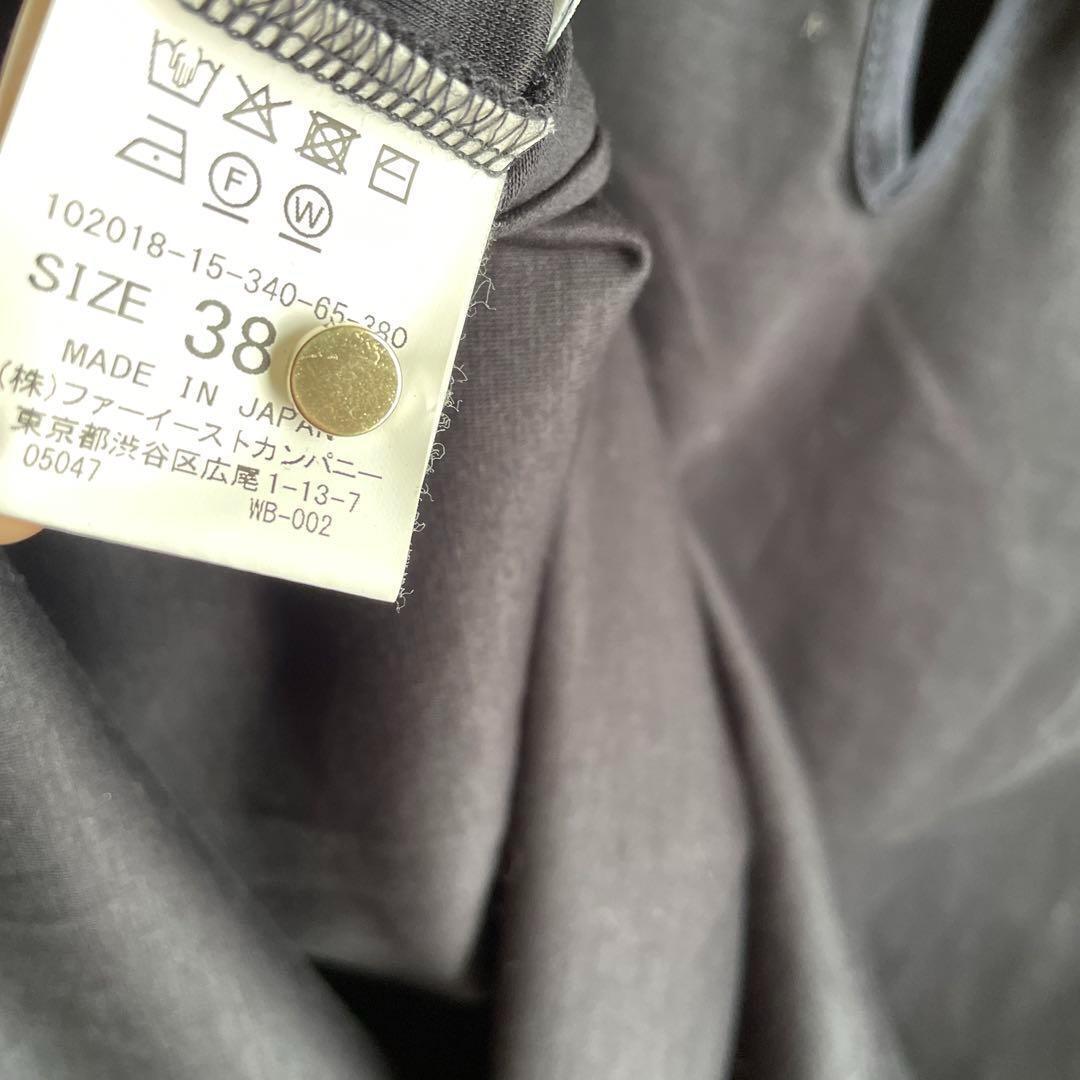 F W
102018-15-340-65-380
SIZE 38
MADE IN JAPAN
(株)ファーイーストカンパニー
東京都渋谷区広尾1-13-7
05047 WB-002